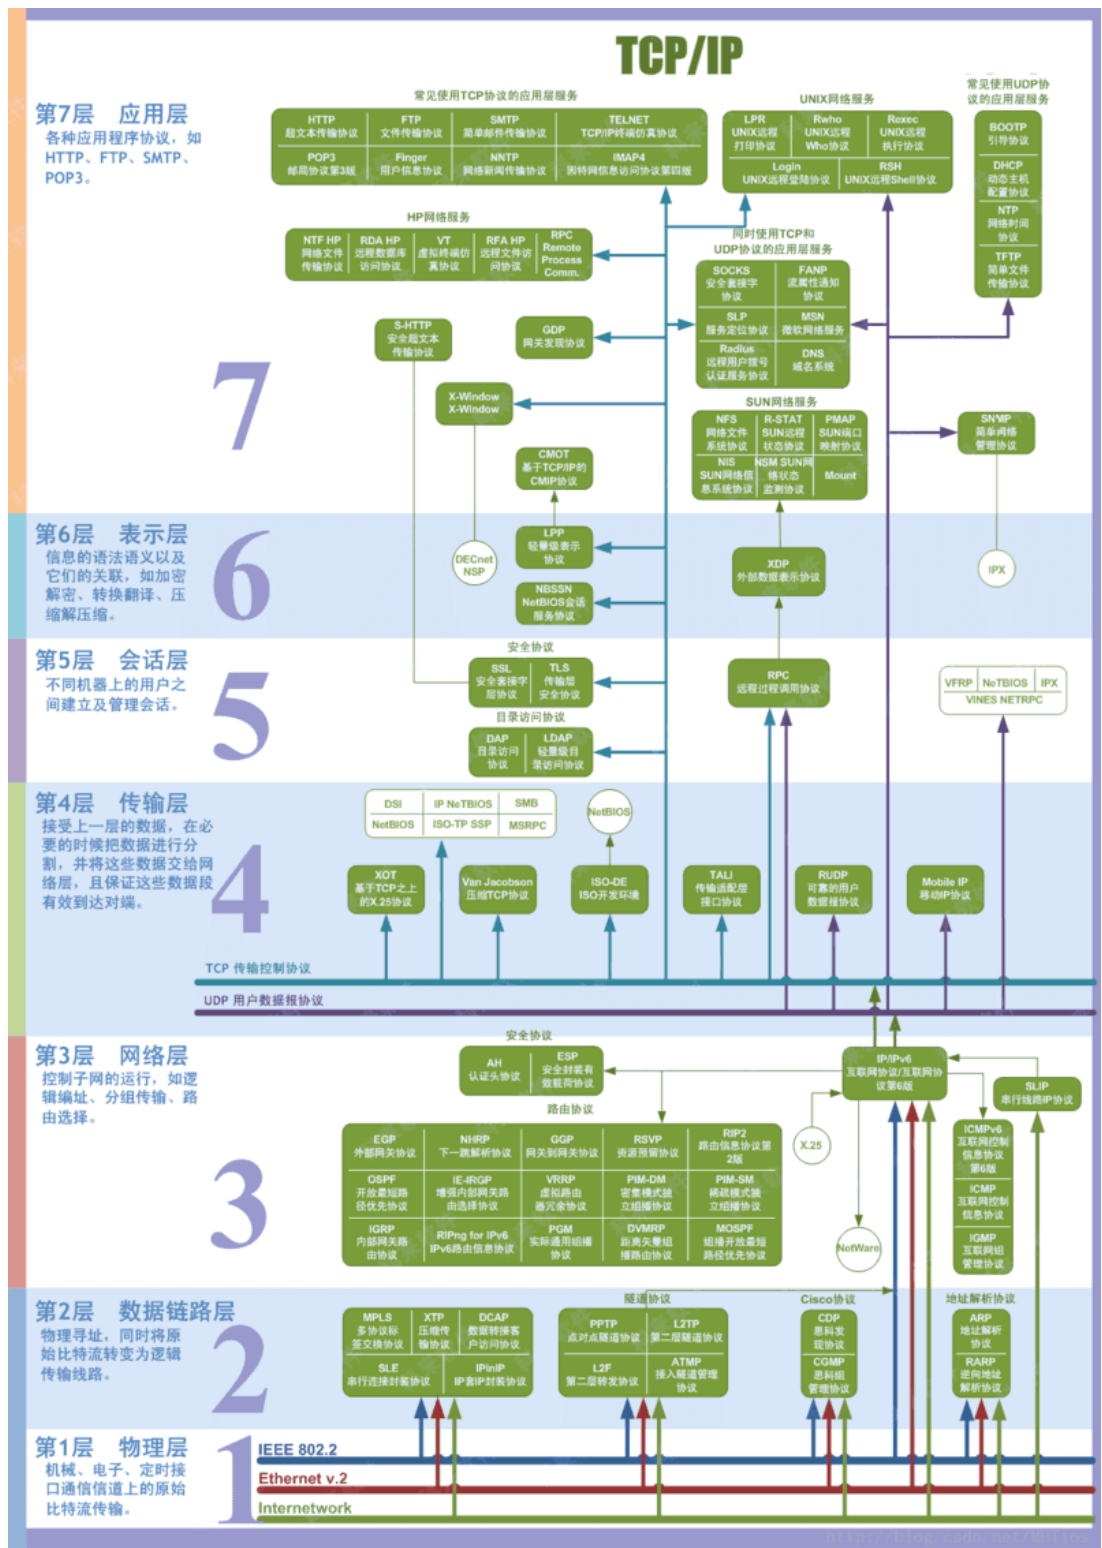 TCP/IP
第7层 应用层
各种应用程序协议，如
HTTP、FTP、SMTP、
POP3。
常见使用TCP协议的应用层服务
HTTP
超文本传输协议
FTP
文件传输协议
SMTP
简单邮件传输协议
TELNET
TCP/IP终端仿真协议
POP3
邮局协议第3版
Finger
用户信息协议
NNTP
网络新闻传输协议
IMAP4
因特网信息访问协议第四版
UNIX网络服务
LPR
UNIX远程
打印协议
Rwho
UNIX远程
Who协议
Rexec
UNIX远程
执行协议
Login
UNIX远程登陆协议
RSH
UNIX远程Shell协议
常见使用UDP协
议的应用层服务
BOOTP
引导协议
DHCP
动态主机
配置协议
NTP
网络时间
协议
TFTP
简单文件
传输协议
HP网络服务
NTF HP
网络文件
传输协议
RDA HP
远程数据库
访问协议
VT
虚拟终端仿
真协议
RFA HP
远程文件访
问协议
RPC
Remote
Process
Comm.
同时使用TCP和
UDP协议的应用层服务
SOCKS
安全套接字
协议
FANP
流属性通知
协议
SLP
服务定位协议
MSN
微软网络服务
Radius
远程用户拨号
认证服务协议
DNS
域名系统
S-HTTP
安全超文本
传输协议
GDP
网关发现协议
7
X-Window
X-Window
SUN网络服务
NFS
网络文件
系统协议
R-STAT
SUN远程
状态协议
PMAP
SUN端口
映射协议
NIS
SUN网络信
息系统协议
NSM SUN网
络状态
监测协议
Mount
SNMP
简单网络
管理协议
CMOT
基于TCP/IP的
CMIP协议
第6层 表示层
信息的语法语义以及
它们的关联，如加密
解密、转换翻译、压
缩解压缩。
6
DECnet
NSP
LPP
轻量级表示
协议
NBSSN
NetBIOS会话
服务协议
XDP
外部数据表示协议
IPX
第5层 会话层
不同机器上的用户之
间建立及管理会话。
5
安全协议
SSL
安全套接字
层协议
TLS
传输层
安全协议
目录访问协议
DAP
目录访问
协议
LDAP
轻量级目
录访问协议
RPC
远程过程调用协议
VFRP
NeTBIOS
IPX
VINES NETRPC
第4层 传输层
接受上一层的数据，在必
要的时候把数据进行分
割，并将这些数据交给网
络层，且保证这些数据段
有效到达对端。
4
DSI
IP NeTBIOS
SMB
NetBIOS
ISO-TP SSP
MSRPC
NetBIOS
XOT
基于TCP之上
的X.25协议
Van Jacobson
压缩TCP协议
ISO-DE
ISO开发环境
TALI
传输适配层
接口协议
RUDP
可靠的用户
数据报协议
Mobile IP
移动IP协议
TCP 传输控制协议
UDP 用户数据报协议
第3层 网络层
控制子网的运行，如逻
辑编址、分组传输、路
由选择。
3
安全协议
AH
认证头协议
ESP
安全封装有
效载荷协议
IP/IPv6
互联网协议/互联网协
议第6版
SLIP
串行线路IP协议
路由协议
EGP
外部网关协议
NHRP
下一跳解析协议
GGP
网关到网关协议
RSVP
资源预留协议
RIP2
路由信息协议第
2版
OSPF
开放最短路
径优先协议
IE-IRGP
增强内部网关路
由选择协议
VRRP
虚拟路由
器冗余协议
PIM-DM
密集模式独
立组播协议
PIM-SM
稀疏模式独
立组播协议
IGRP
内部网关路
由协议
RIPng for IPv6
IPv6路由信息协议
PGM
实际通用组播
协议
DVMRP
距离矢量组
播路由协议
MOSPF
组播开放最短
路径优先协议
X.25
NetWare
ICMPv6
互联网控制
信息协议
第6版
ICMP
互联网控制
信息协议
IGMP
互联网组
管理协议
第2层 数据链路层
物理寻址，同时将原
始比特流转变为逻辑
传输线路。
2
MPLS
多协议标
签交换协议
XTP
压缩传
输协议
DCAP
数据转接客
户访问协议
SLE
串行连接封装协议
IPinIP
IP套IP封装协议
隧道协议
PPTP
点对点隧道协议
L2TP
第二层隧道协议
L2F
第二层转发协议
ATMP
接入隧道管理
协议
Cisco协议
CDP
思科发
现协议
CGMP
思科组
管理协议
地址解析协议
ARP
地址解析
协议
RARP
逆向地址
解析协议
第1层 物理层
机械、电子、定时接
口通信信道上的原始
比特流传输。
1
IEEE 802.2
Ethernet v.2
Internetwork